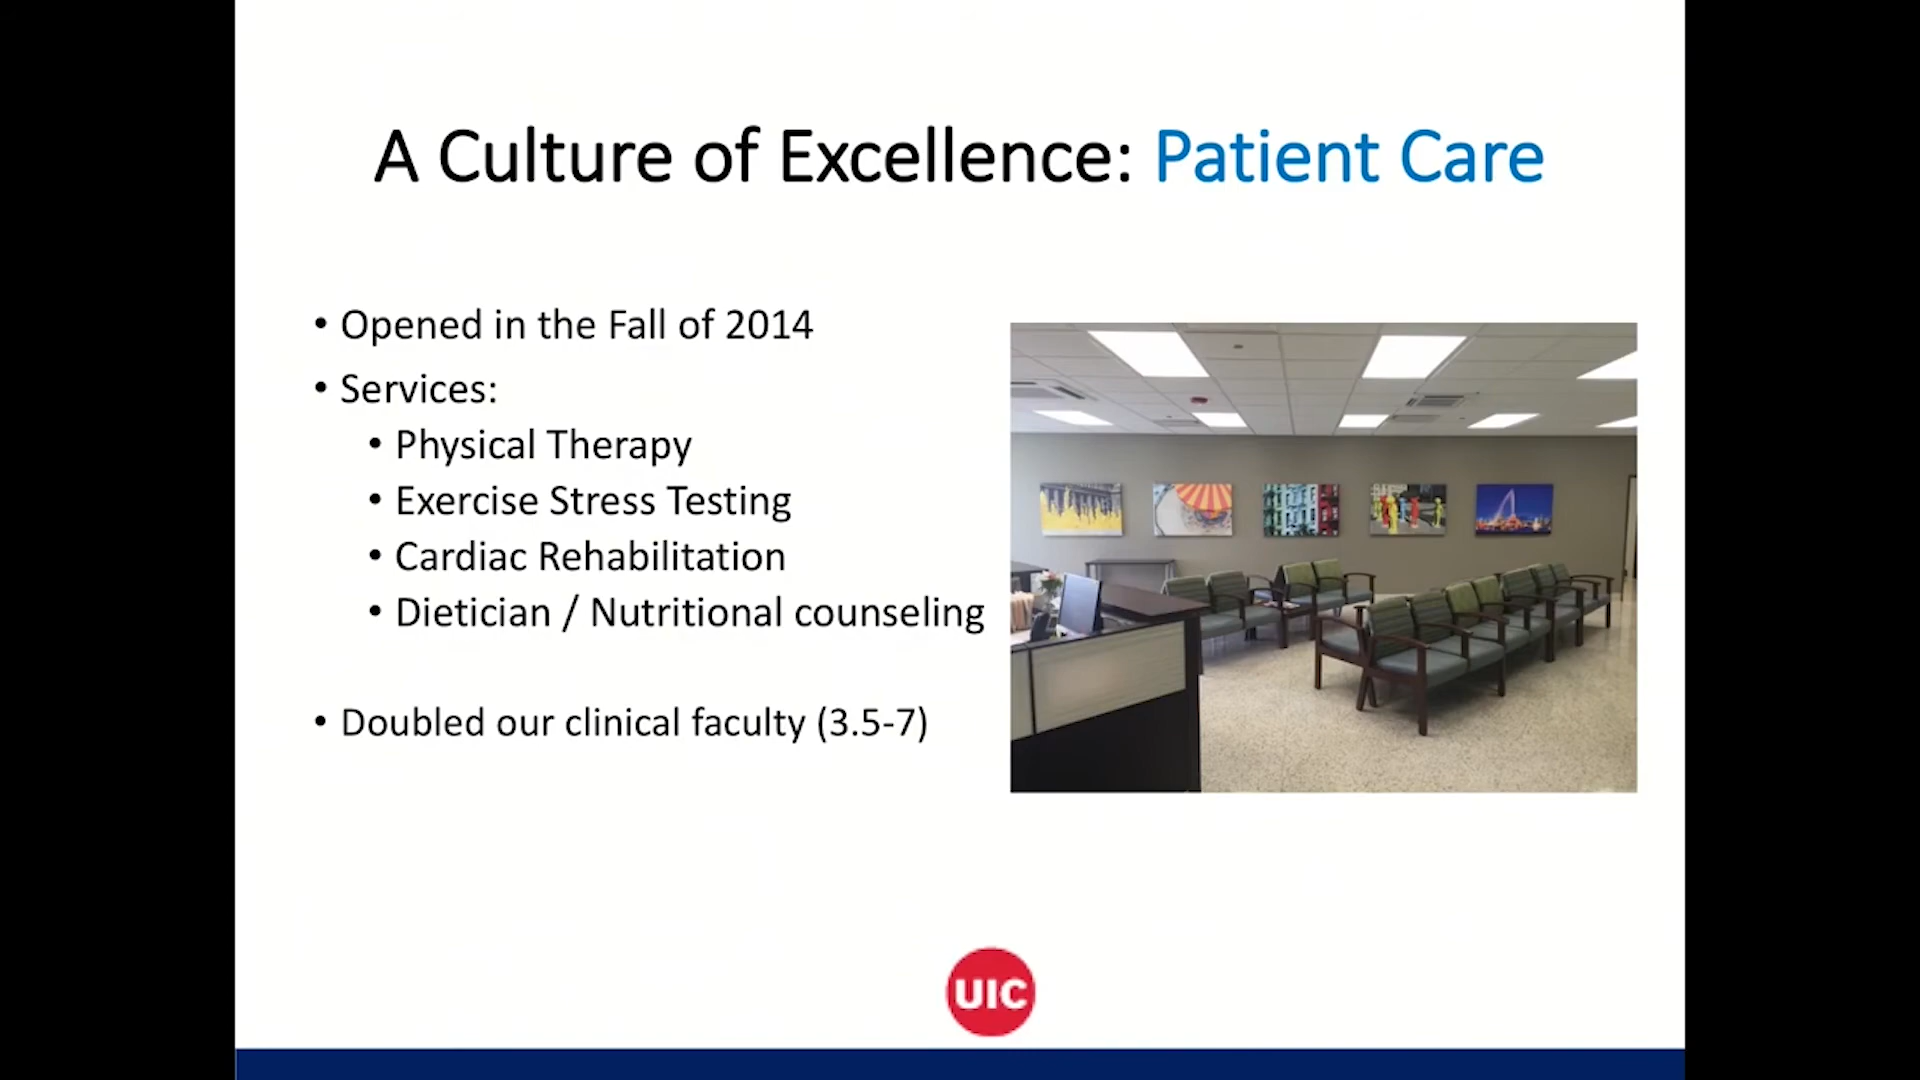 A Culture of Excellence: Patient Care
• Opened in the Fall of 2014
• Services:
• Physical Therapy
• Exercise Stress Testing
• Cardiac Rehabilitation
• Dietician / Nutritional counseling
• Doubled our clinical faculty (3.5-7)
UIC